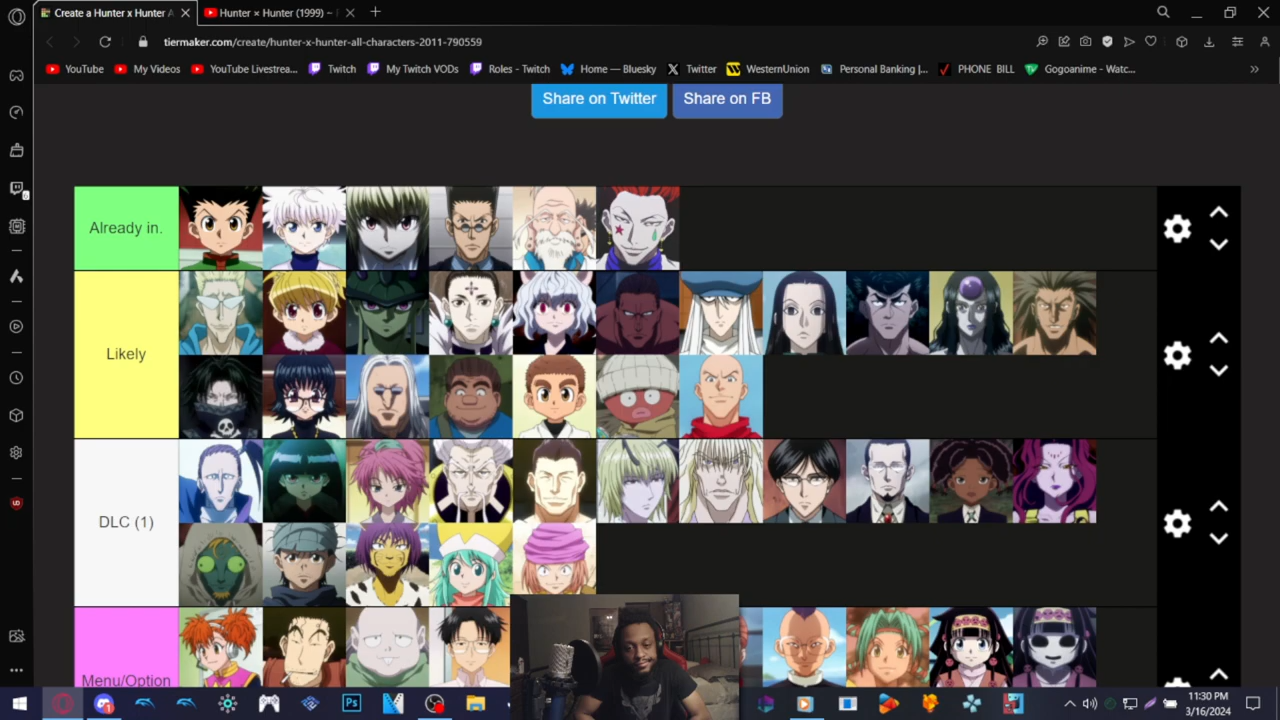 Create a Hunter x Hunter A
Hunter × Hunter (1999) –
tiermaker.com/create/hunter-x-hunter-all-characters-2011-790559
YouTube
My Videos
YouTube Livestrea...
Twitch
My Twitch VODs
Roles - Twitch
Home — Bluesky
Twitter
WesternUnion
Personal Banking |...
PHONE BILL
Gogoanime - Watc...
Share on Twitter
Share on FB
Already in.
Likely
DLC (1)
Menu/Option
Ps
11:30 PM
3/16/2024